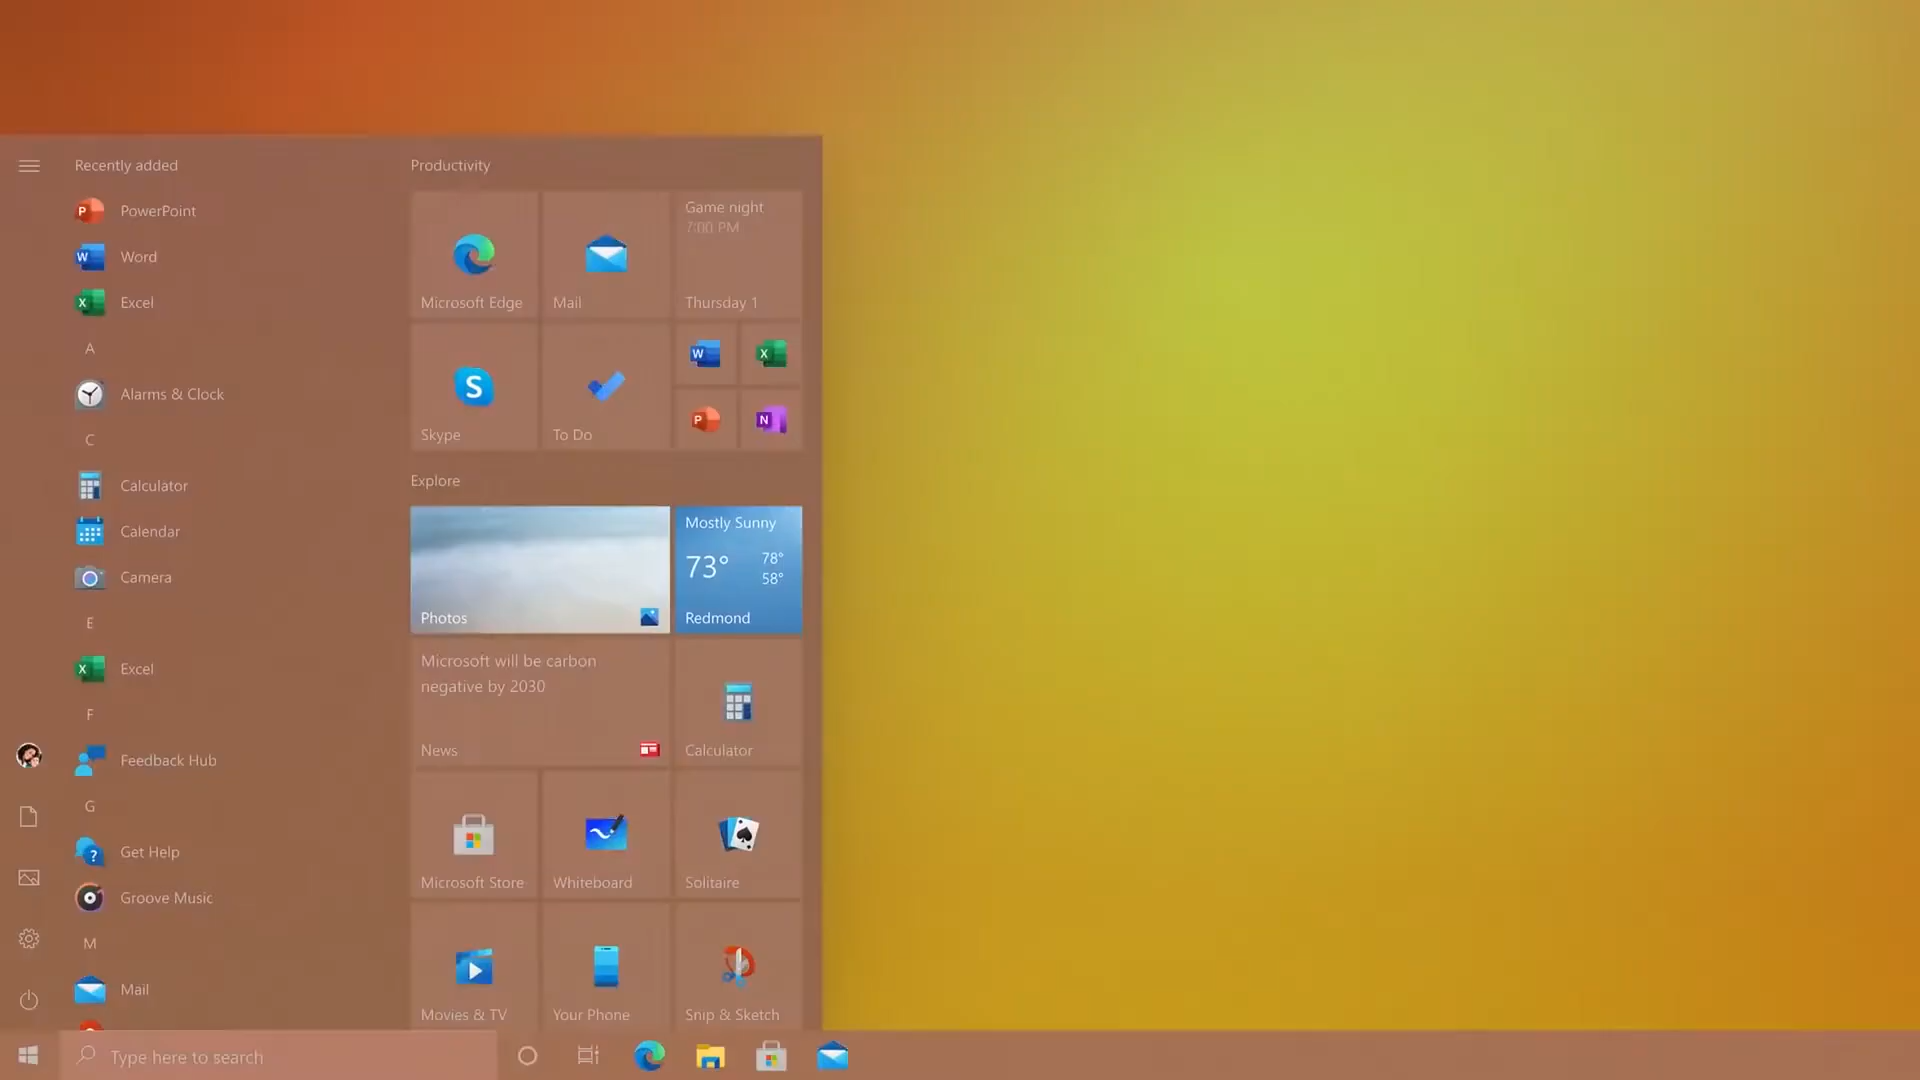 Recently added
PowerPoint
Word
Excel
A
Alarms & Clock
C
Calculator
Calendar
Camera
E
Excel
F
Feedback Hub
G
Get Help
Groove Music
M
Mail
Productivity
Microsoft Edge
Mail
Game night
7:00 PM
Thursday 1
Skype
To Do
W
X
P
N
Explore
Photos
Mostly Sunny
73°
78°
58°
Redmond
Microsoft will be carbon
negative by 2030
News
Calculator
Microsoft Store
Whiteboard
Solitaire
Movies & TV
Your Phone
Snip & Sketch
Type here to search